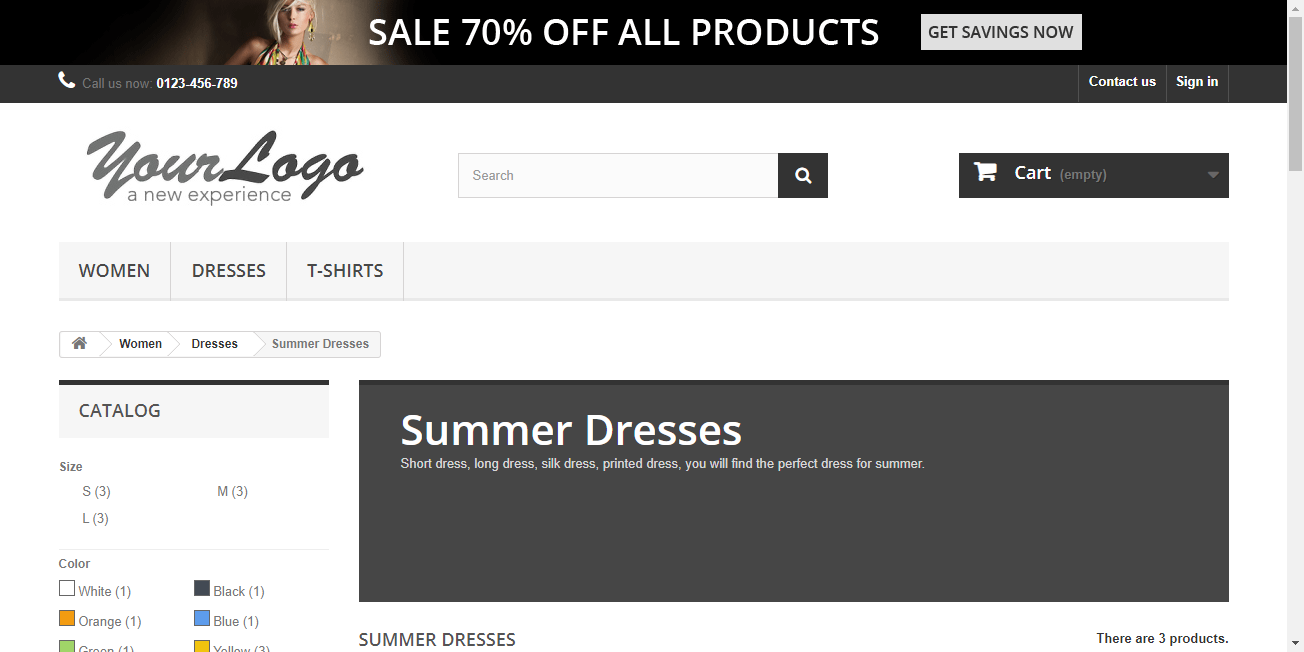 SALE 70% OFF ALL PRODUCTS
GET SAVINGS NOW
Call us now: 0123-456-789
Contact us
Sign in
YourLogo
a new experience
Search
Cart (empty)
WOMEN
DRESSES
T-SHIRTS
Women
Dresses
Summer Dresses
CATALOG
Size
S (3)
M (3)
L (3)
Color
White (1)
Black (1)
Orange (1)
Blue (1)
Green (1)
Yellow (3)
Summer Dresses
Short dress, long dress, silk dress, printed dress, you will find the perfect dress for summer.
SUMMER DRESSES
There are 3 products.